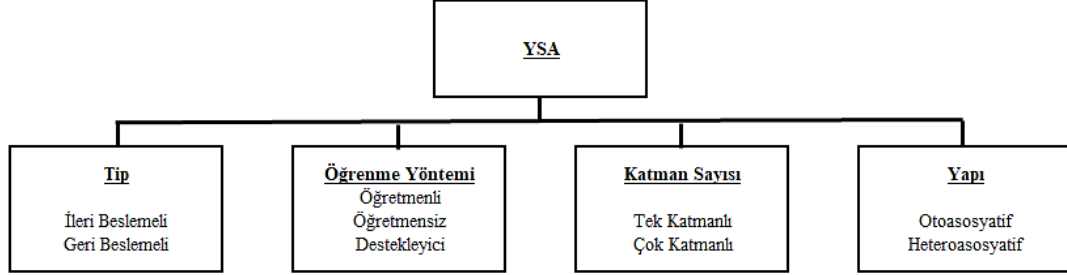 YSA
Tip
İleri Beslemeli
Geri Beslemeli
Öğrenme Yöntemi
Öğretmenli
Öğretmensiz
Destekleyici
Katman Sayısı
Tek Katmanlı
Çok Katmanlı
Yapı
Otoasosyatif
Heteroasosyatif